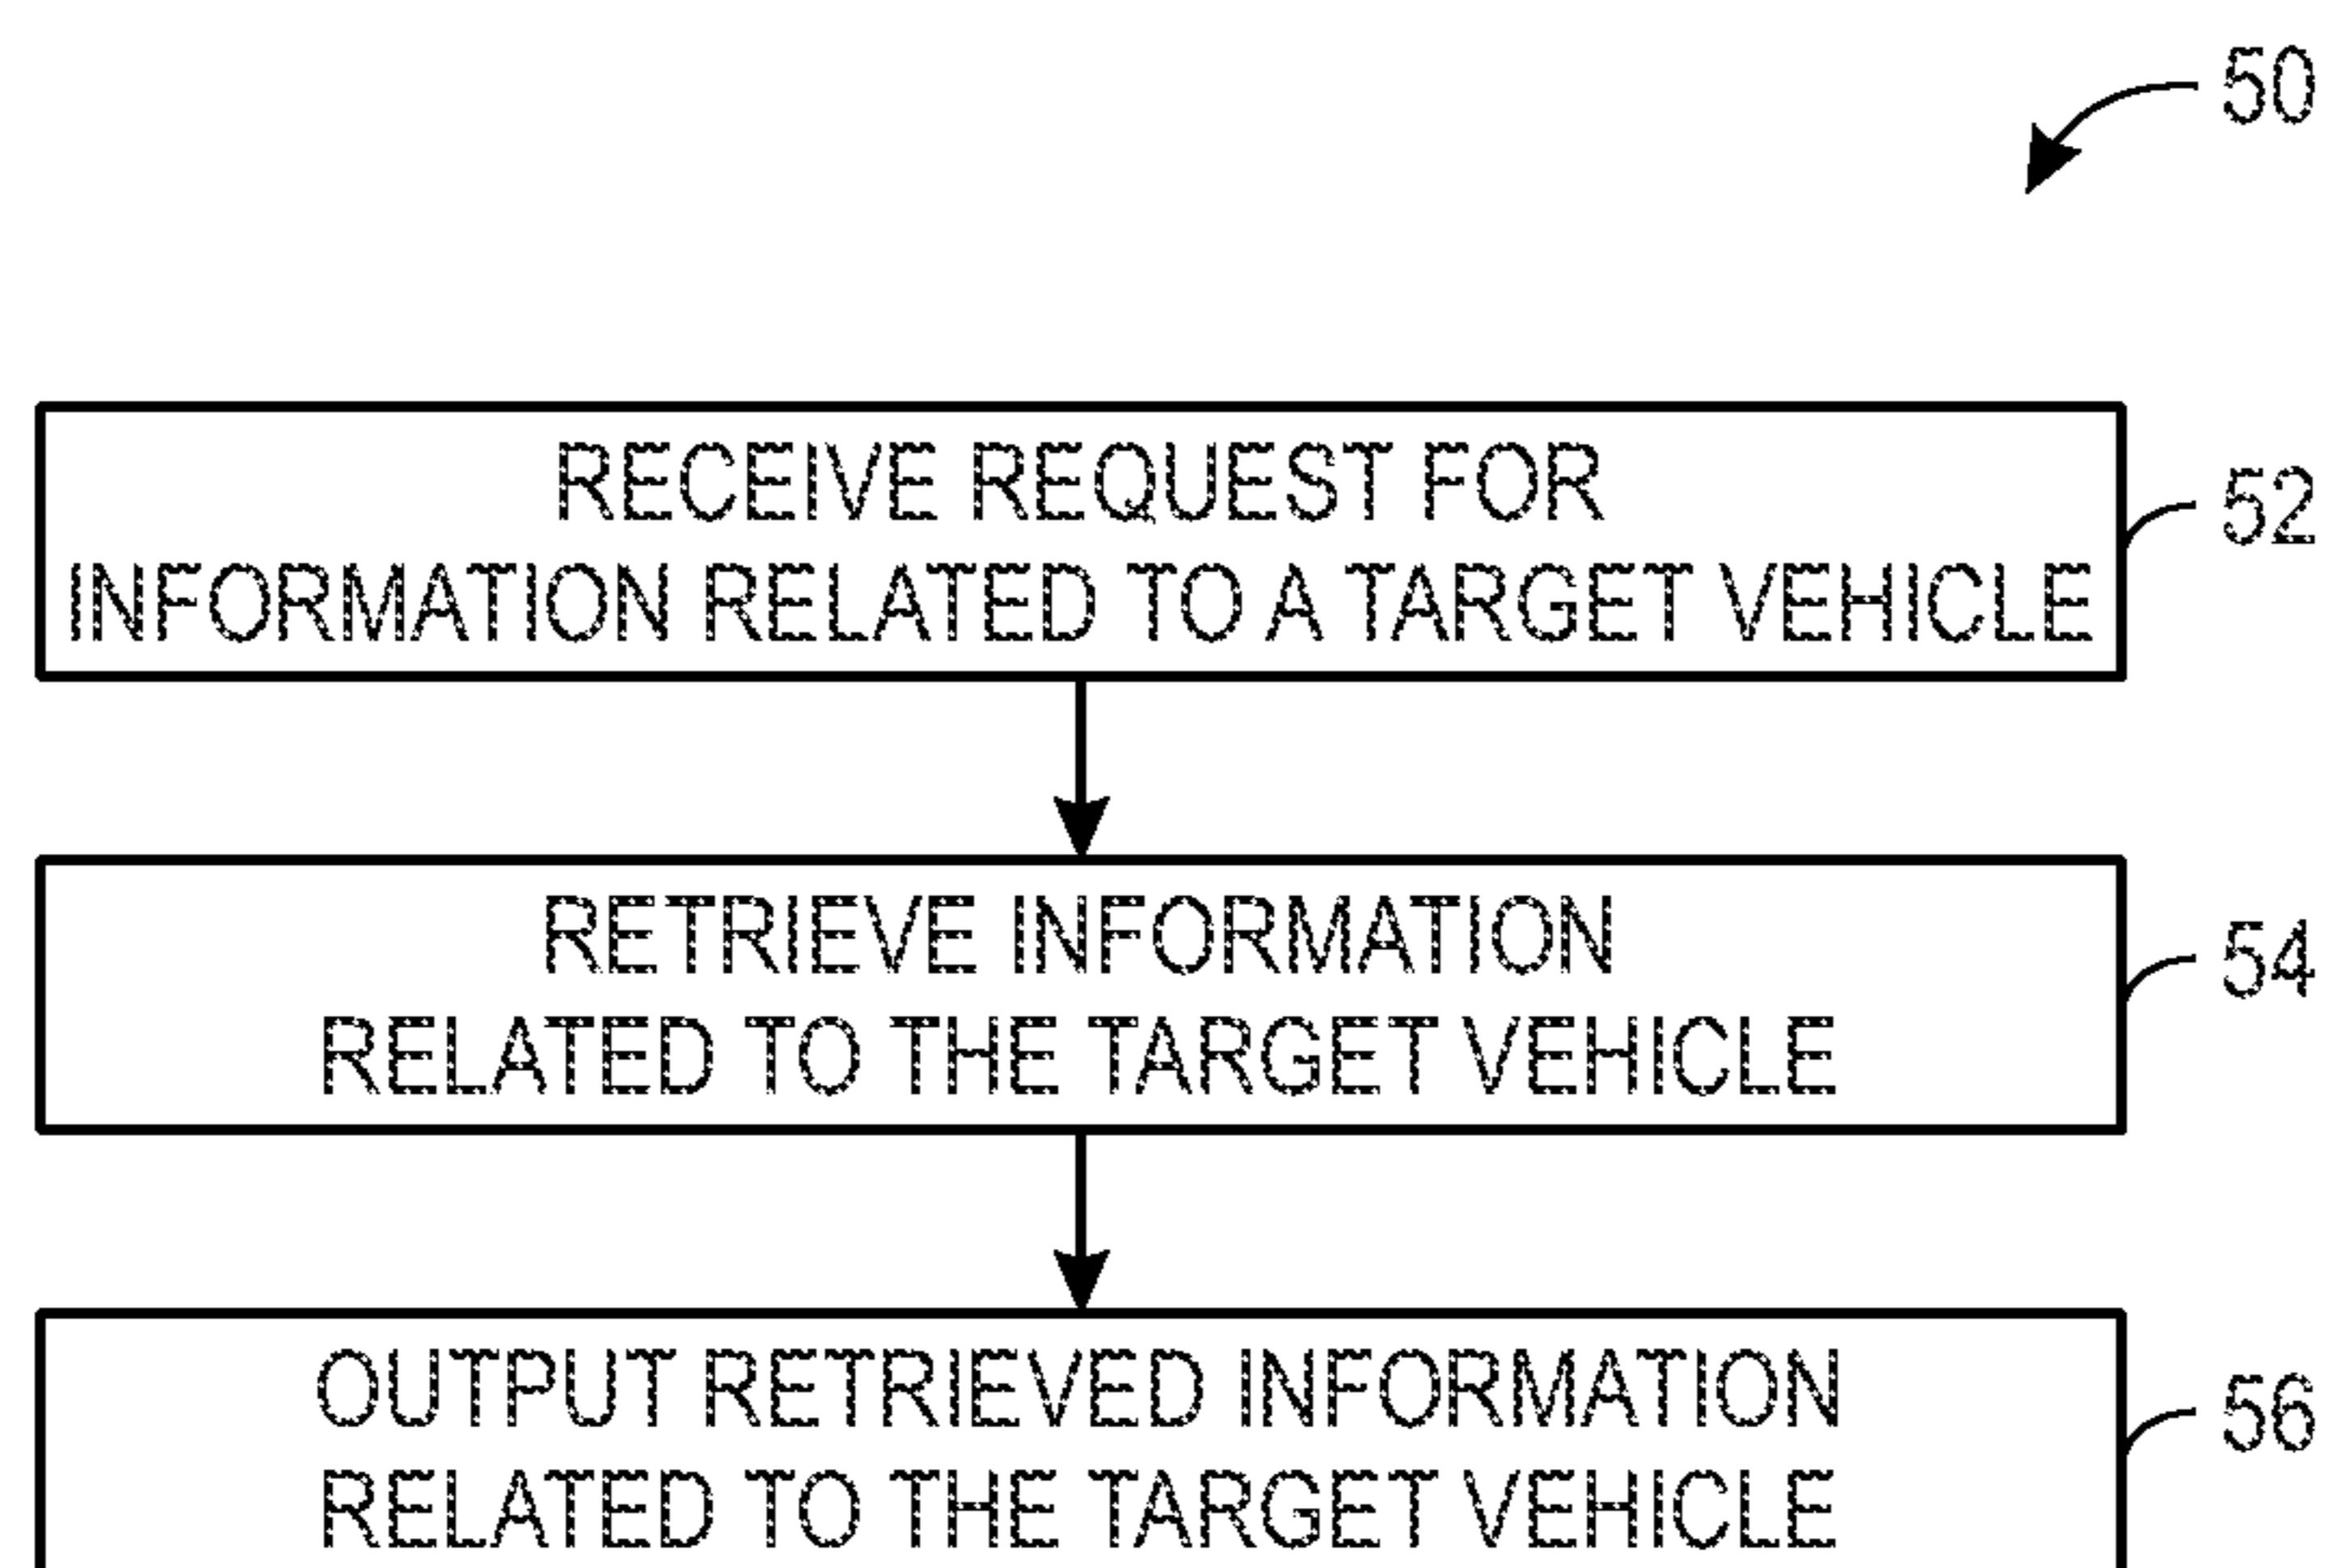 50
RECEIVE REQUEST FOR
INFORMATION RELATED TO A TARGET VEHICLE
52
RETRIEVE INFORMATION
RELATED TO THE TARGET VEHICLE
54
OUTPUT RETRIEVED INFORMATION
RELATED TO THE TARGET VEHICLE
56